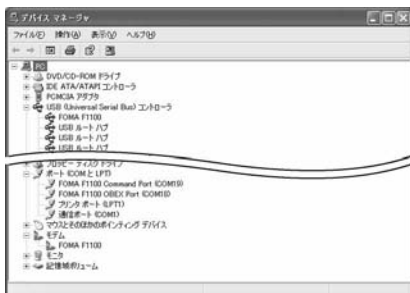 デバイス マネージャ
ファイル(F) 操作(A) 表示(V) ヘルプ(H)
PC
DVD/CD-ROM ドライブ
IDE ATA/ATAPI コントローラ
PCMCIA アダプタ
USB (Universal Serial Bus) コントローラ
FOMA F1100
USB ルート ハブ
USB ルート ハブ
USB ルート ハブ
フロッピー ディスク ドライブ
ポート (COM と LPT)
FOMA F1100 Command Port (COM19)
FOMA F1100 OBEX Port (COM18)
プリンタ ポート (LPT1)
通信ポート (COM1)
マウスとそのほかのポインティング デバイス
モデム
FOMA F1100
モニタ
記憶域ボリューム